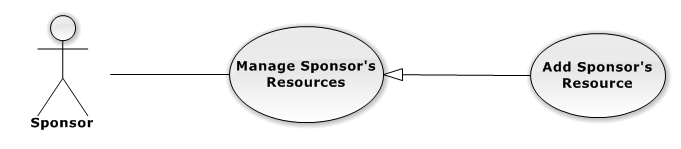 Manage Sponsor's
Resources
Add Sponsor's
Resource
Sponsor